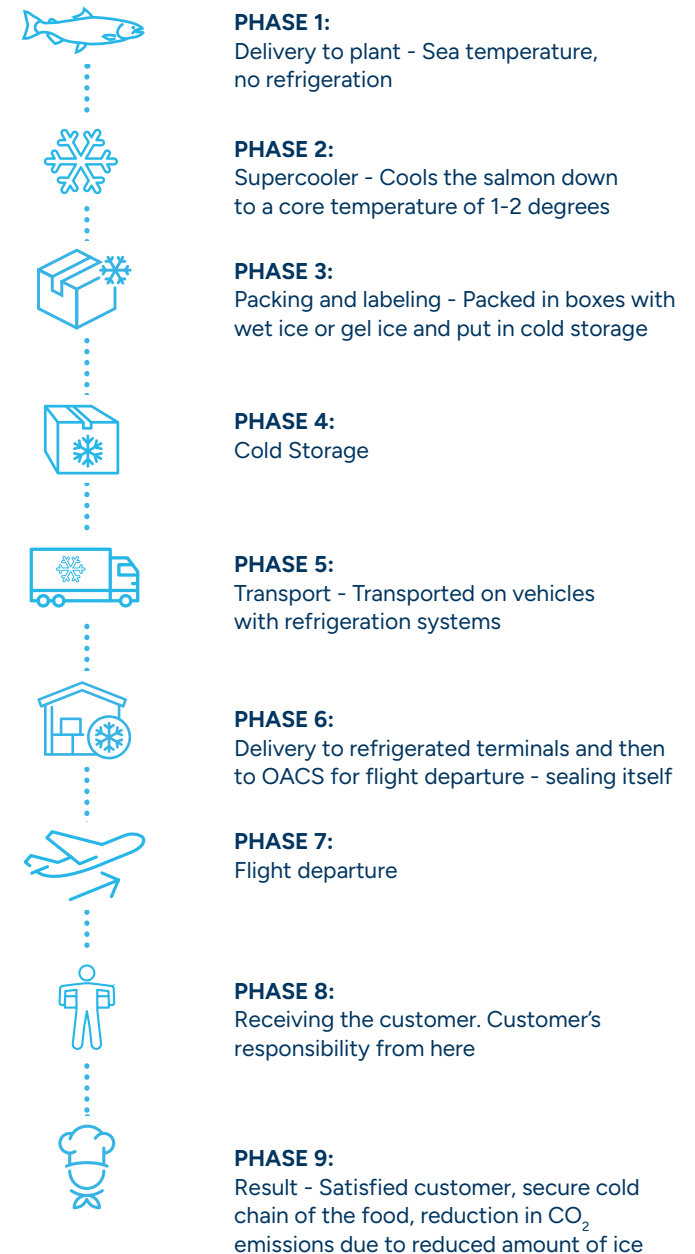 PHASE 1:
Delivery to plant - Sea temperature,
no refrigeration
PHASE 2:
Supercooler - Cools the salmon down
to a core temperature of 1-2 degrees
PHASE 3:
Packing and labeling - Packed in boxes with
wet ice or gel ice and put in cold storage
PHASE 4:
Cold Storage
PHASE 5:
Transport - Transported on vehicles
with refrigeration systems
PHASE 6:
Delivery to refrigerated terminals and then
to OACS for flight departure - sealing itself
PHASE 7:
Flight departure
PHASE 8:
Receiving the customer. Customer’s
responsibility from here
PHASE 9:
Result - Satisfied customer, secure cold
chain of the food, reduction in CO₂
emissions due to reduced amount of ice